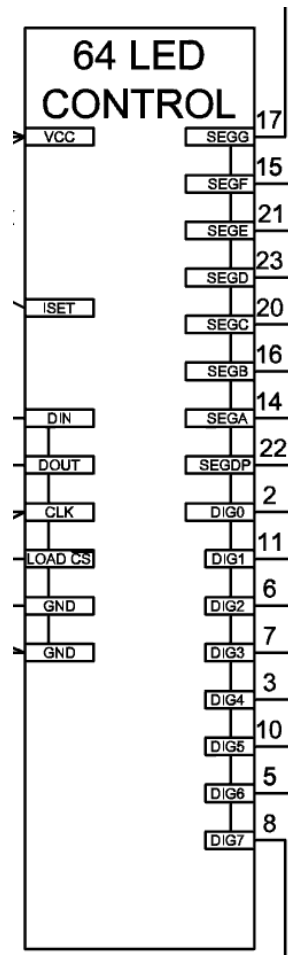 64 LED
CONTROL
17
VCC SEGG
15
SEGF
21
SEGE
23
SEGD
ISET
20
SEGC
16
SEGB
14
DIN SEGA
22
DOUT SEGDP
2
CLK DIG0
11
LOAD CS DIG1
6
GND DIG2
7
GND DIG3
3
DIG4
10
DIG5
5
DIG6
8
DIG7